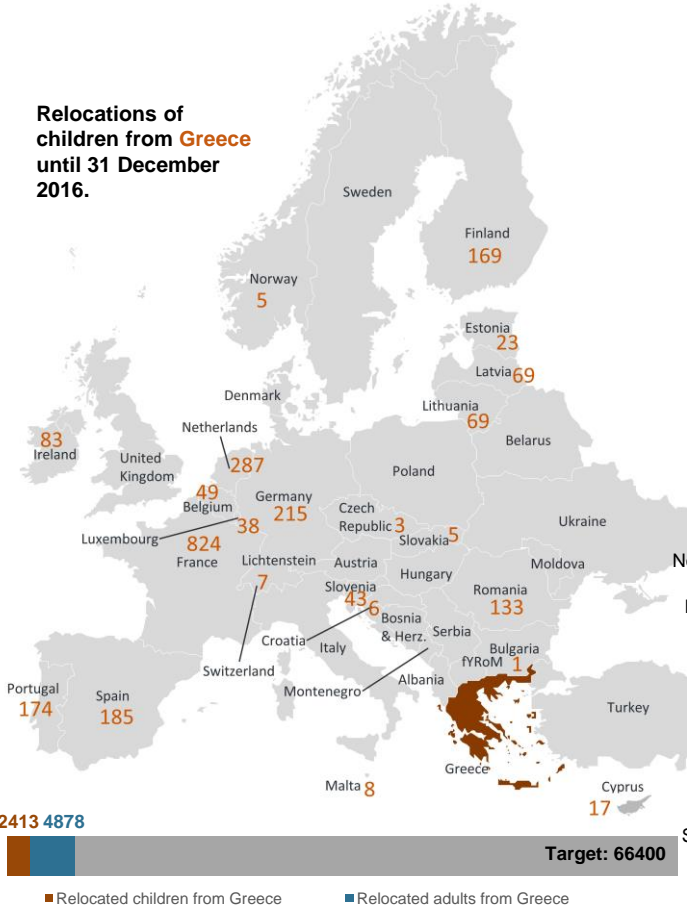 Relocations of
children from Greece
until 31 December
2016.
Sweden
Finland
169
Norway
5
Estonia
23
Latvia 69
Denmark
Lithuania
69
Netherlands
Belarus
83
Ireland
United
Kingdom
287
Poland
49
Belgium
Germany
215
Czech
Republic 3
Ukraine
Luxembourg
38
Slovakia 5
824
France
Lichtenstein
Austria
Moldova
7
Slovenia
43
Hungary
Romania
133
6
Bosnia
& Herz.
Croatia
Italy
Serbia
Bulgaria
1
Switzerland
fYRoM
Portugal
174
Spain
185
Montenegro
Albania
Turkey
Greece
Malta 8
Cyprus
17
2413 4878
Target: 66400
Relocated children from Greece
Relocated adults from Greece